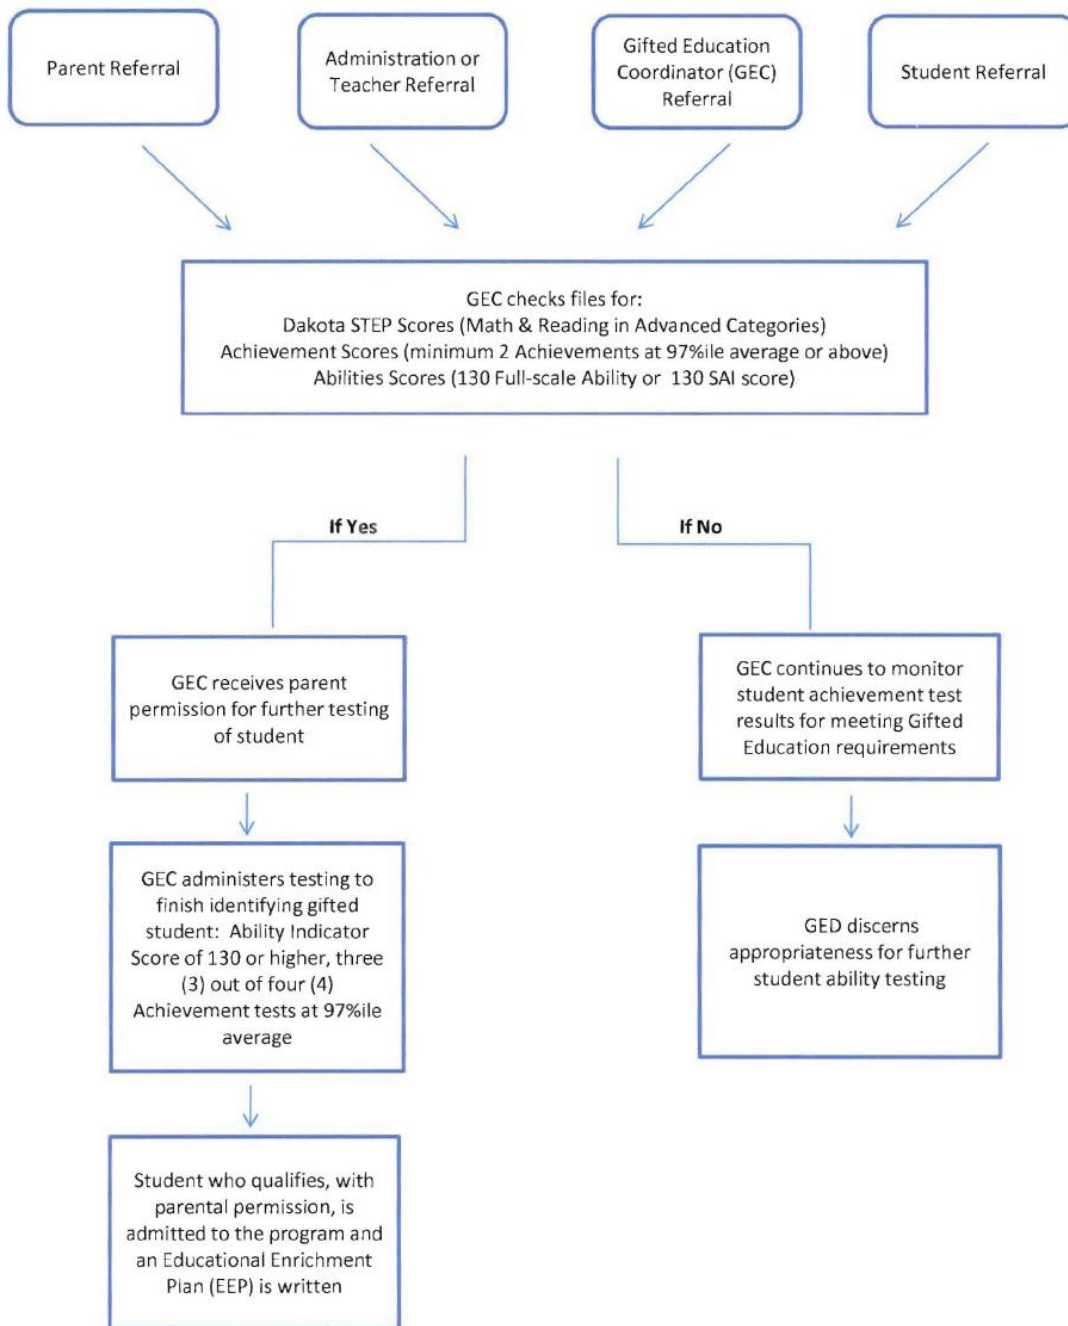 Parent Referral
Administration or
Teacher Referral
Gifted Education
Coordinator (GEC)
Referral
Student Referral
GEC checks files for:
Dakota STEP Scores (Math & Reading in Advanced Categories)
Achievement Scores (minimum 2 Achievements at 97%ile average or above)
Abilities Scores (130 Full-scale Ability or 130 SAI score)
If Yes
If No
GEC receives parent
permission for further testing
of student
GEC continues to monitor
student achievement test
results for meeting Gifted
Education requirements
GEC administers testing to
finish identifying gifted
student: Ability Indicator
Score of 130 or higher, three
(3) out of four (4)
Achievement tests at 97%ile
average
GED discerns
appropriateness for further
student ability testing
Student who qualifies, with
parental permission, is
admitted to the program and
an Educational Enrichment
Plan (EEP) is written